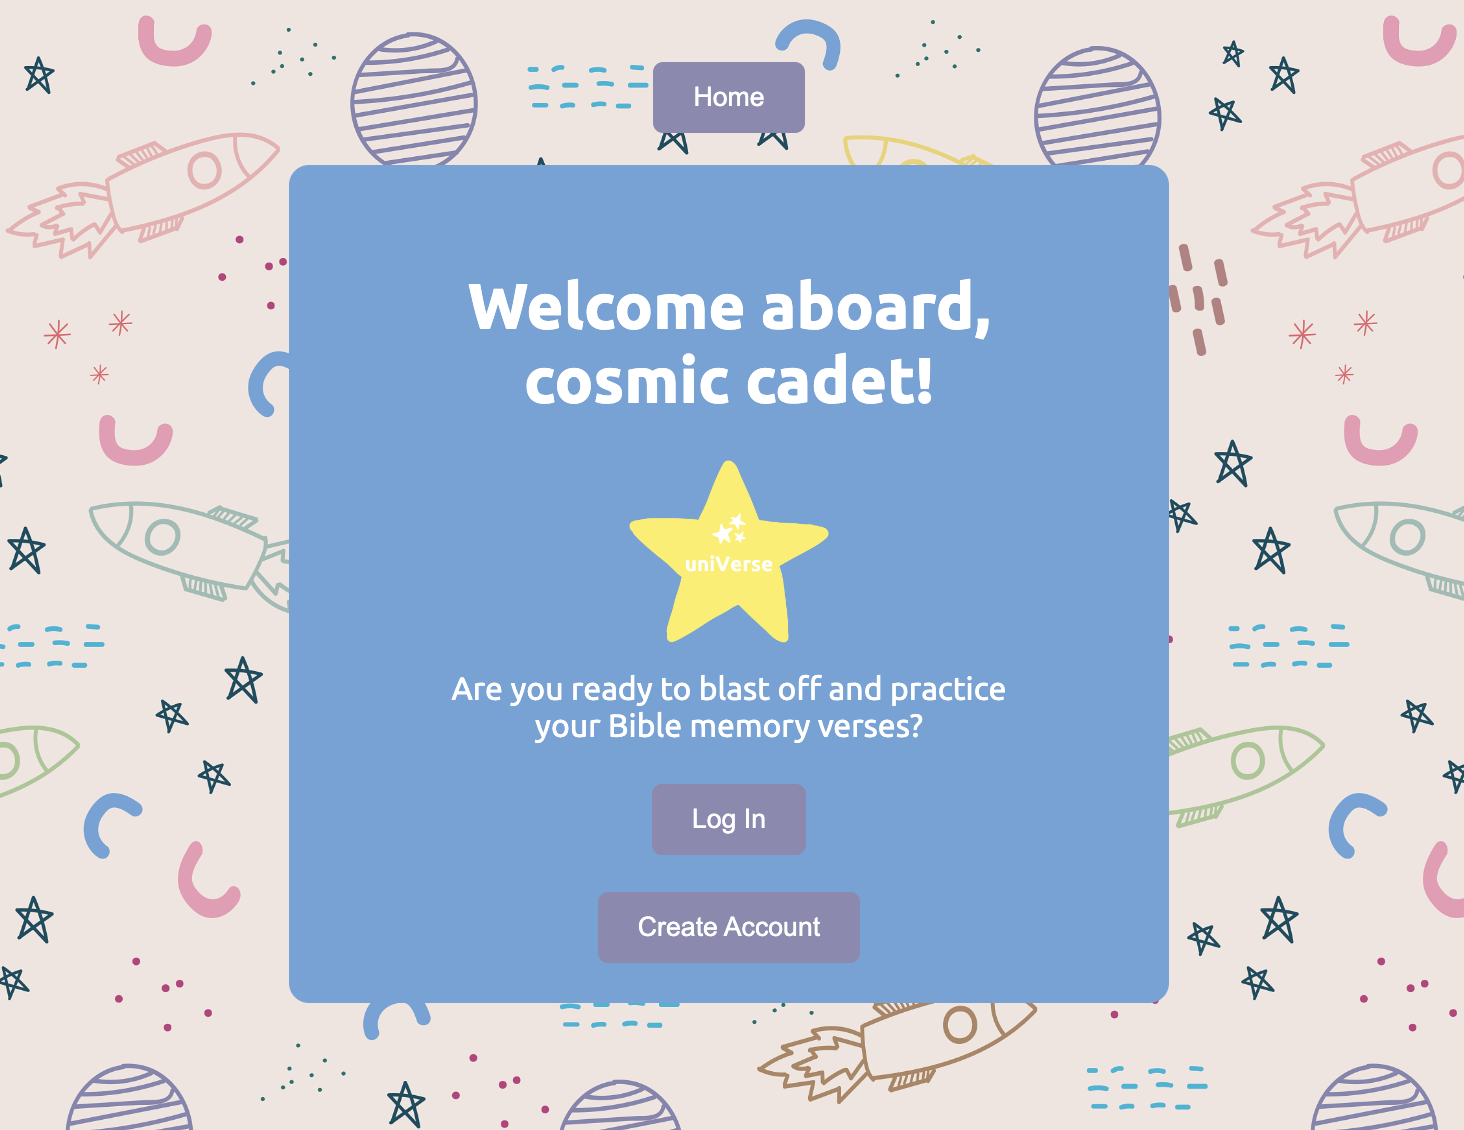 Home
Welcome aboard,
cosmic cadet!
uniVerse
Are you ready to blast off and practice
your Bible memory verses?
Log In
Create Account